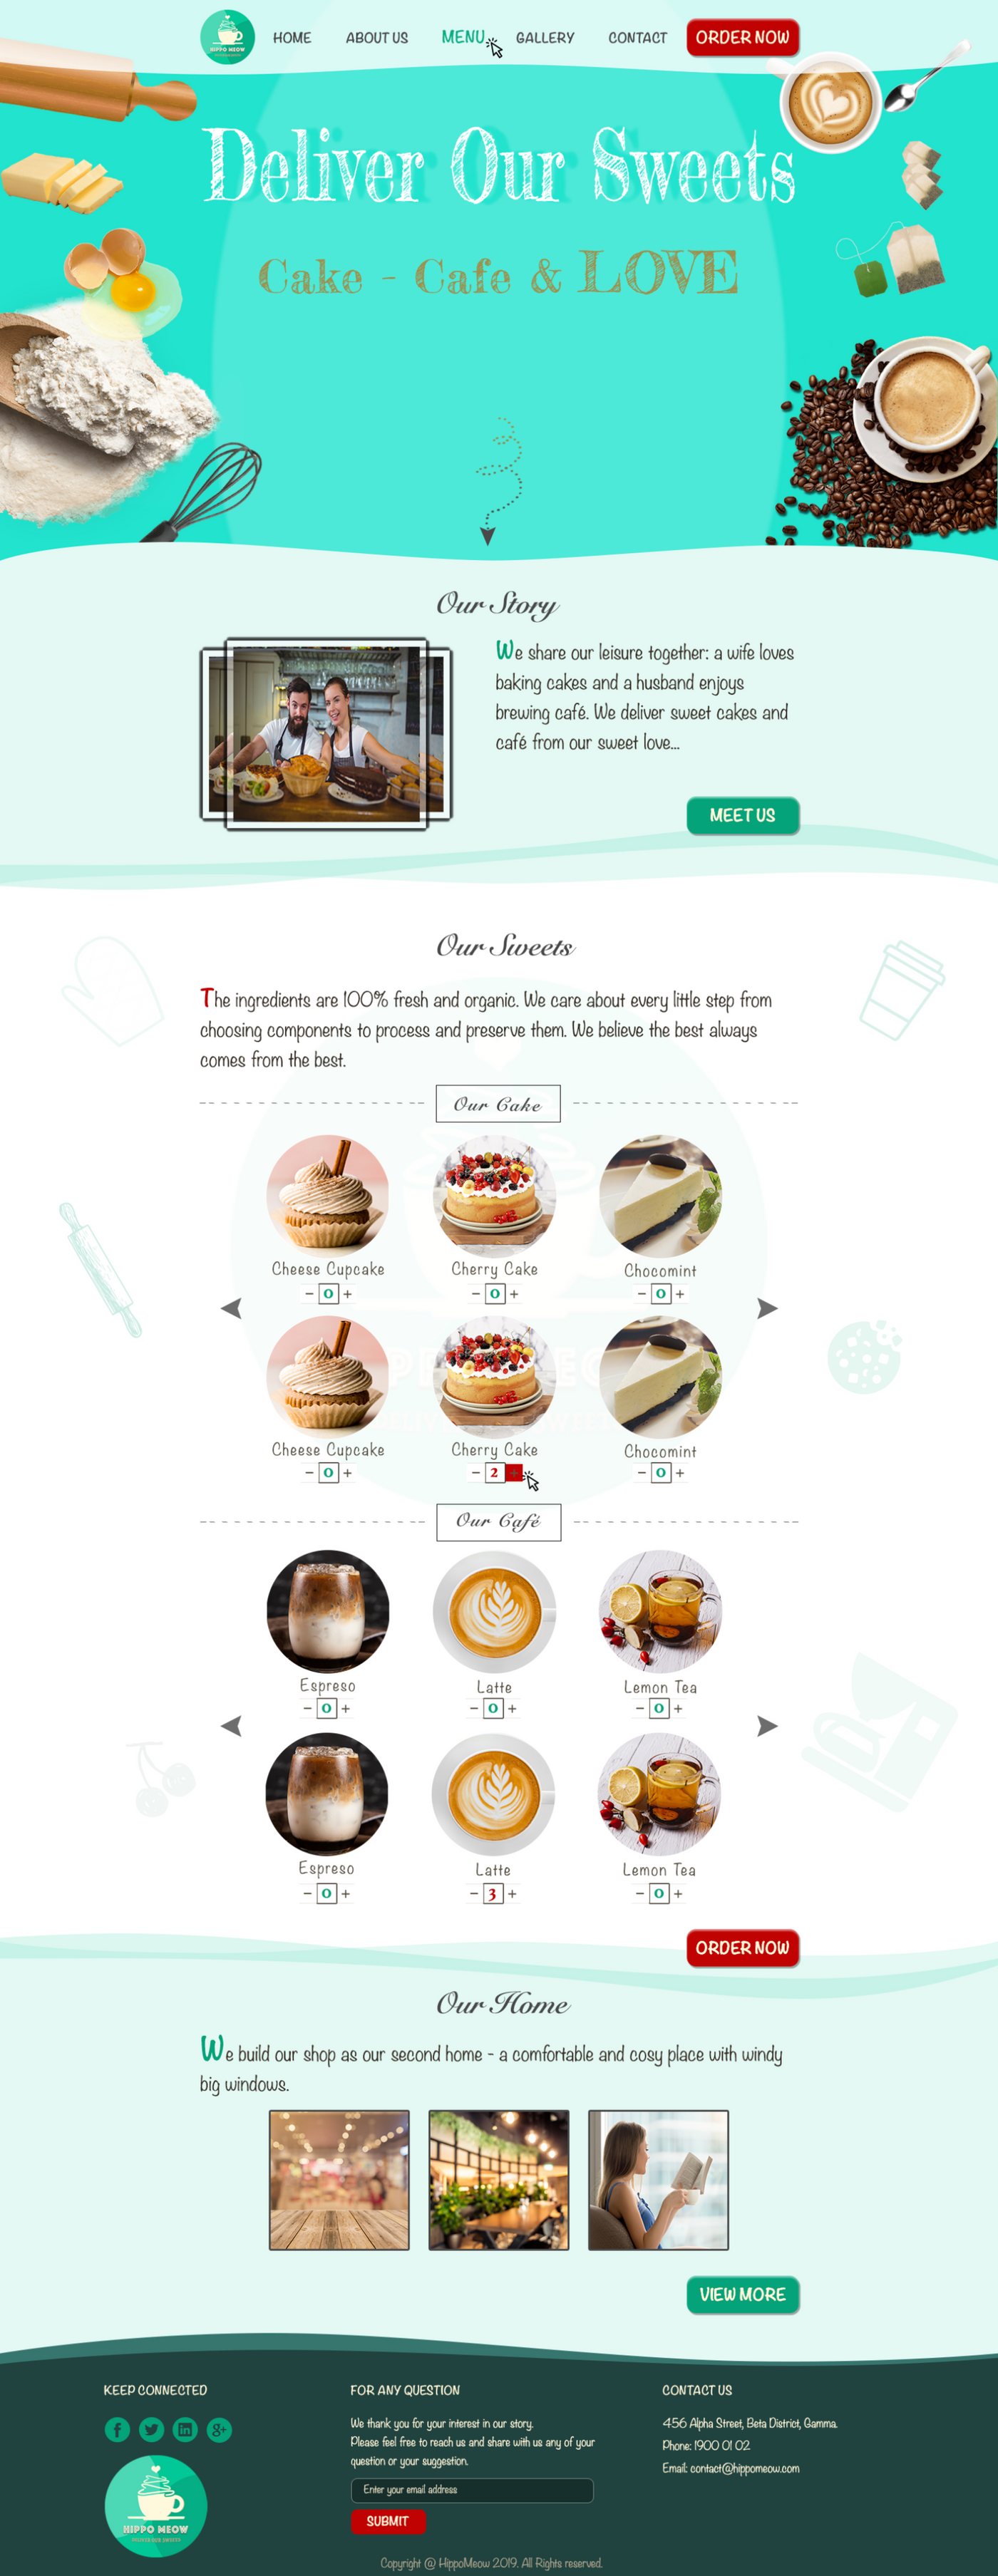 HIPPO MEOW
HOME
ABOUT US
MENU
GALLERY
CONTACT
ORDER NOW
Deliver Our Sweets
Cake - Cafe & LOVE
Our Story
We share our leisure together: a wife loves
baking cakes and a husband enjoys
brewing café. We deliver sweet cakes and
café from our sweet love...
MEET US
Our Sweets
The ingredients are 100% fresh and organic. We care about every little step from
choosing components to process and preserve them. We believe the best always
comes from the best.
Our Cake
Cheese Cupcake
Cherry Cake
Chocomint
- 0 +
- 0 +
- 0 +
Cheese Cupcake
Cherry Cake
Chocomint
- 0 +
- 2 +
- 0 +
Our Café
Espreso
Latte
Lemon Tea
- 0 +
- 0 +
- 0 +
Espreso
Latte
Lemon Tea
- 0 +
- 3 +
- 0 +
ORDER NOW
Our Home
We build our shop as our second home - a comfortable and cosy place with windy
big windows.
VIEW MORE
KEEP CONNECTED
HIPPO MEOW
DELIVER OUR SWEETS
FOR ANY QUESTION
We thank you for your interest in our story.
Please feel free to reach us and share with us any of your
question or your suggestion.
Enter your email address
SUBMIT
CONTACT US
456 Alpha Street, Beta District, Gamma.
Phone: 1900 01 02
Email: contact@hippomeow.com
Copyright @ HippoMeow 2019. All Rights reserved.